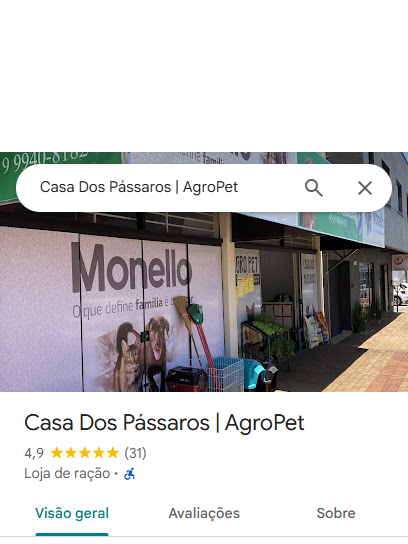 9 9940-8182
Casa Dos Pássaros | AgroPet
Monello
O que define família é o amor
AGRO PET
Casa Dos Pássaros | AgroPet
4,9 (31)
Loja de ração ·
Visão geral Avaliações Sobre